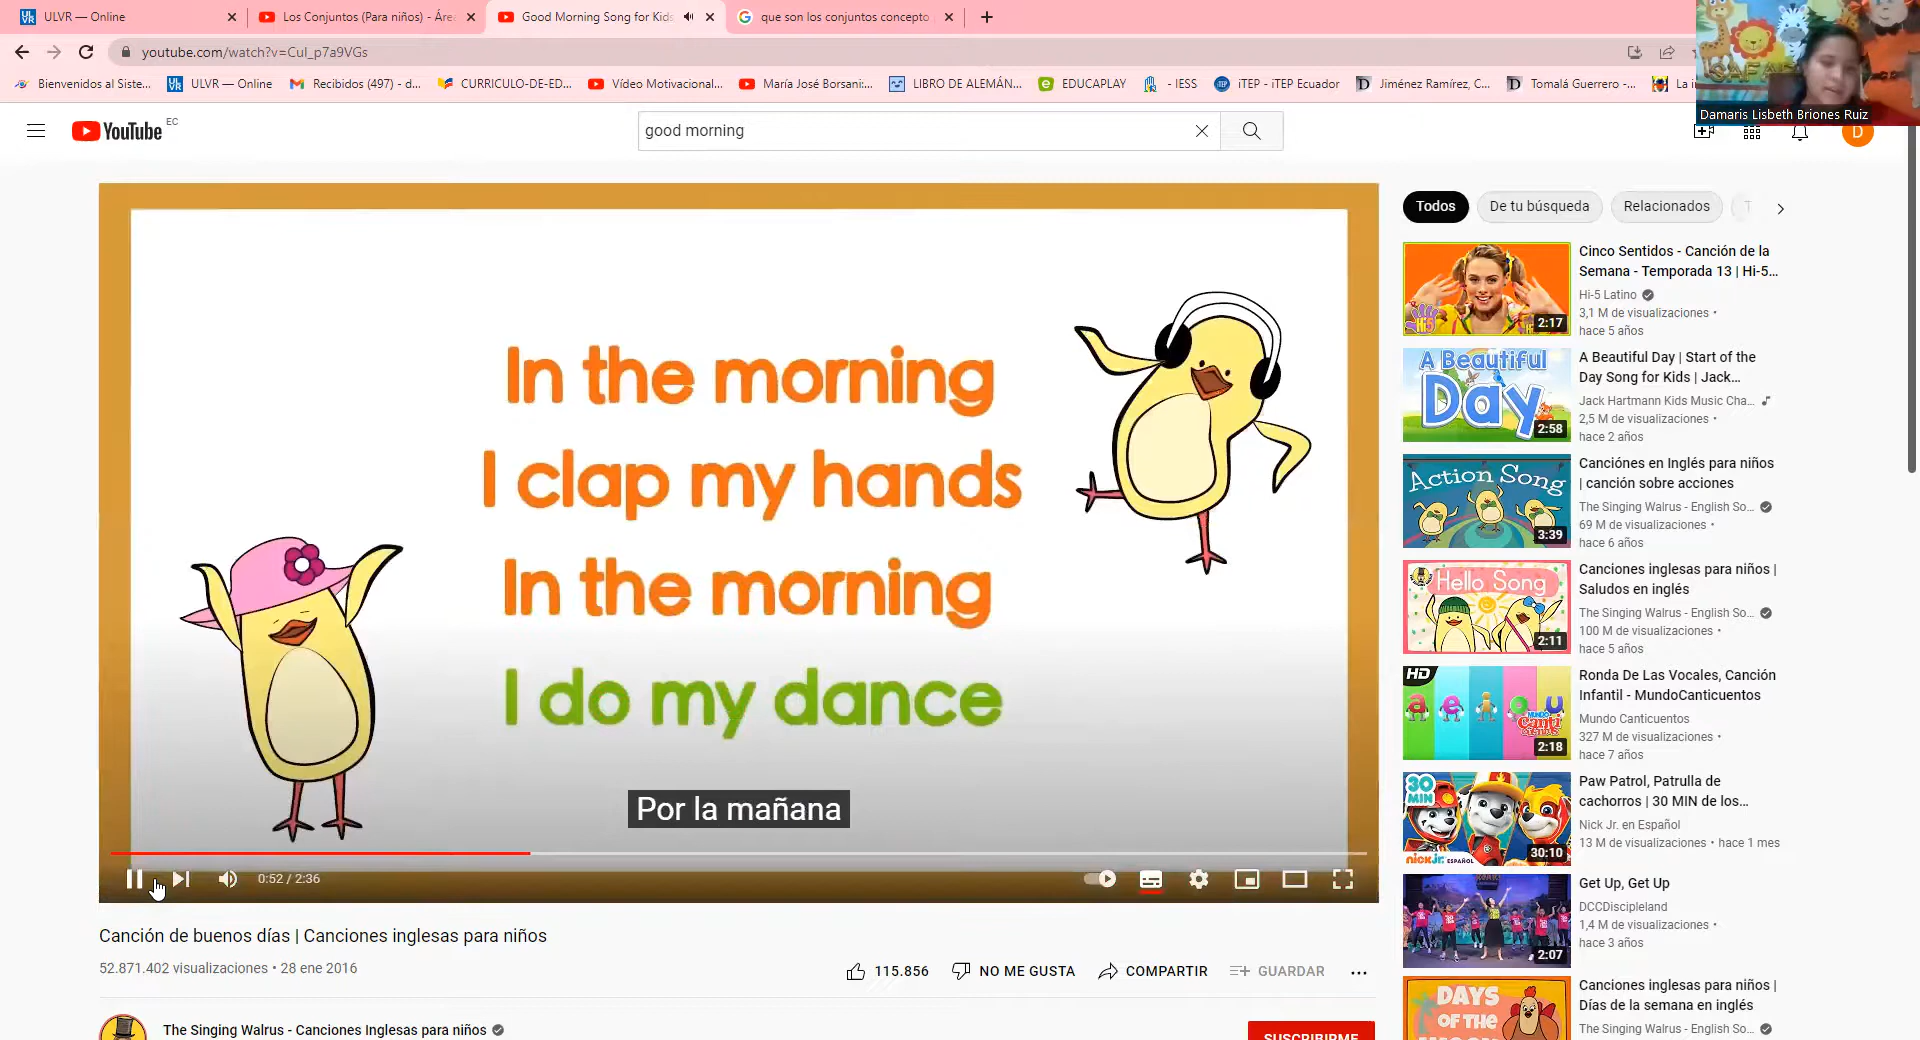 ULVR — Online
Los Conjuntos (Para niños) - Área
Good Morning Song for Kids
que son los conjuntos concepto
youtube.com/watch?v=CuI_p7a9VGs
Bienvenidos al Siste...
ULVR — Online
Recibidos (497) - d...
CURRICULO-DE-ED...
Vídeo Motivacional...
María José Borsani:...
LIBRO DE ALEMÁN...
EDUCAPLAY
- IESS
iTEP - iTEP Ecuador
Jiménez Ramírez, C...
Tomalá Guerrero -...
La i
Damaris Lisbeth Briones Ruiz
YouTube EC
good morning
D
In the morning
I clap my hands
In the morning
I do my dance
Por la mañana
0:52 / 2:36
Canción de buenos días | Canciones inglesas para niños
52.871.402 visualizaciones • 28 ene 2016
115.856 NO ME GUSTA COMPARTIR GUARDAR
The Singing Walrus - Canciones Inglesas para niños
SUSCRIBIRME
Todos De tu búsqueda Relacionados T
Hi5
2:17
Cinco Sentidos - Canción de la
Semana - Temporada 13 | Hi-5...
Hi-5 Latino
3,1 M de visualizaciones •
hace 5 años
A Beautiful
Day
2:58
A Beautiful Day | Start of the
Day Song for Kids | Jack...
Jack Hartmann Kids Music Cha...
2,5 M de visualizaciones •
hace 2 años
Action Song
3:39
Canciónes en Inglés para niños
| canción sobre acciones
The Singing Walrus - English So...
69 M de visualizaciones •
hace 6 años
Hello Song
2:11
Canciones inglesas para niños |
Saludos en inglés
The Singing Walrus - English So...
100 M de visualizaciones •
hace 5 años
HD
a e i o u
2:18
Ronda De Las Vocales, Canción
Infantil - MundoCanticuentos
Mundo Canticuentos
327 M de visualizaciones •
hace 7 años
30
MIN
nick jr. ESPAÑOL
30:10
Paw Patrol, Patrulla de
cachorros | 30 MIN de los...
Nick Jr. en Español
13 M de visualizaciones • hace 1 mes
2:07
Get Up, Get Up
DCCDiscipleland
1,4 M de visualizaciones •
hace 3 años
DAYS
OF THE
Canciones inglesas para niños |
Días de la semana en inglés
The Singing Walrus - English So...